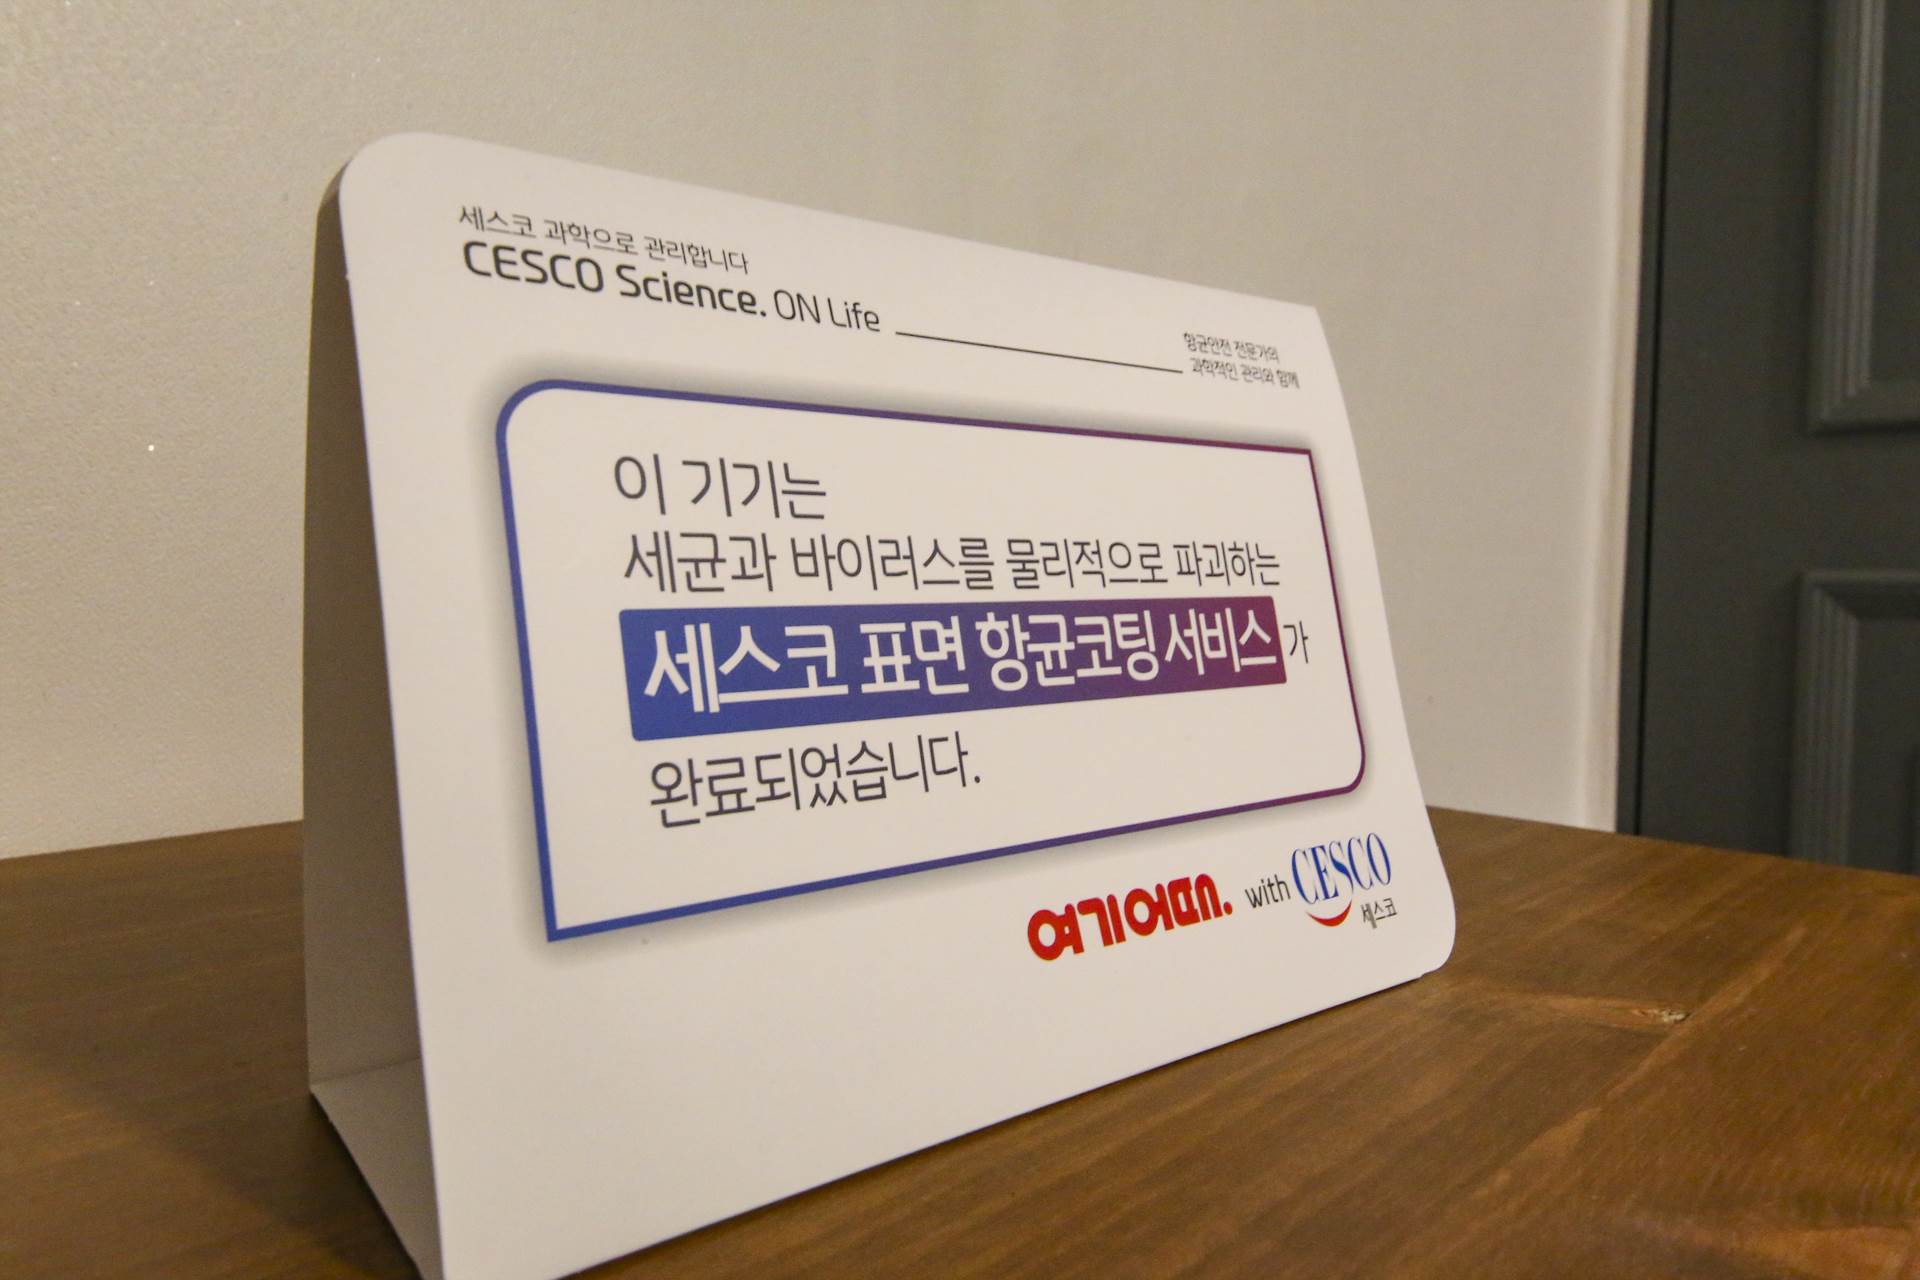 세스코 과학으로 관리합니다
CESCO Science. ON Life
항균안전 전문가의
과학적인 관리와 함께
이 기기는
세균과 바이러스를 물리적으로 파괴하는
세스코 표면 항균코팅 서비스가
완료되었습니다.
여기어때. with CESCO
세스코